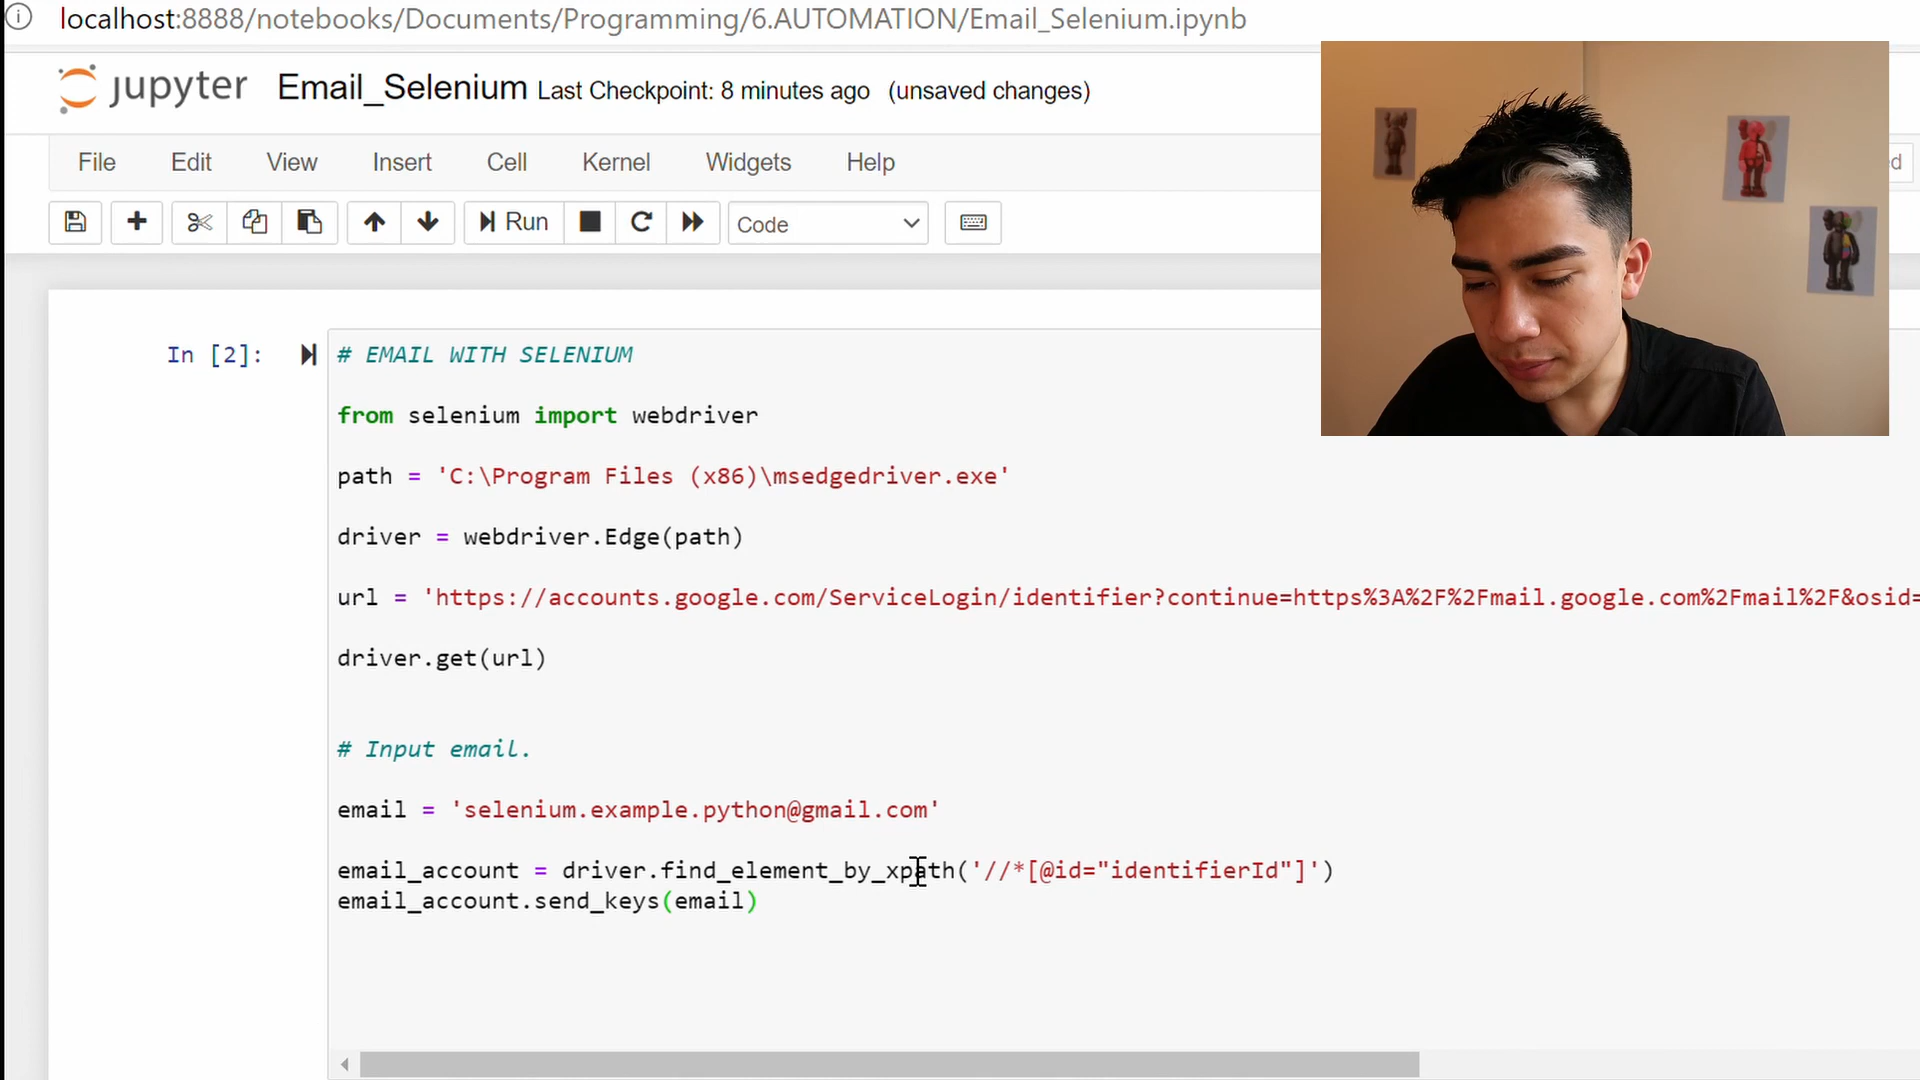 localhost:8888/notebooks/Documents/Programming/6.AUTOMATION/Email_Selenium.ipynb
jupyter Email_Selenium Last Checkpoint: 8 minutes ago (unsaved changes)
File Edit View Insert Cell Kernel Widgets Help
Run Code
In [2]:
# EMAIL WITH SELENIUM
from selenium import webdriver
path = 'C:\Program Files (x86)\msedgedriver.exe'
driver = webdriver.Edge(path)
url = 'https://accounts.google.com/ServiceLogin/identifier?continue=https%3A%2F%2Fmail.google.com%2Fmail%2F&osid=
driver.get(url)
# Input email.
email = 'selenium.example.python@gmail.com'
email_account = driver.find_element_by_xpath('//*[@id="identifierId"]')
email_account.send_keys(email)